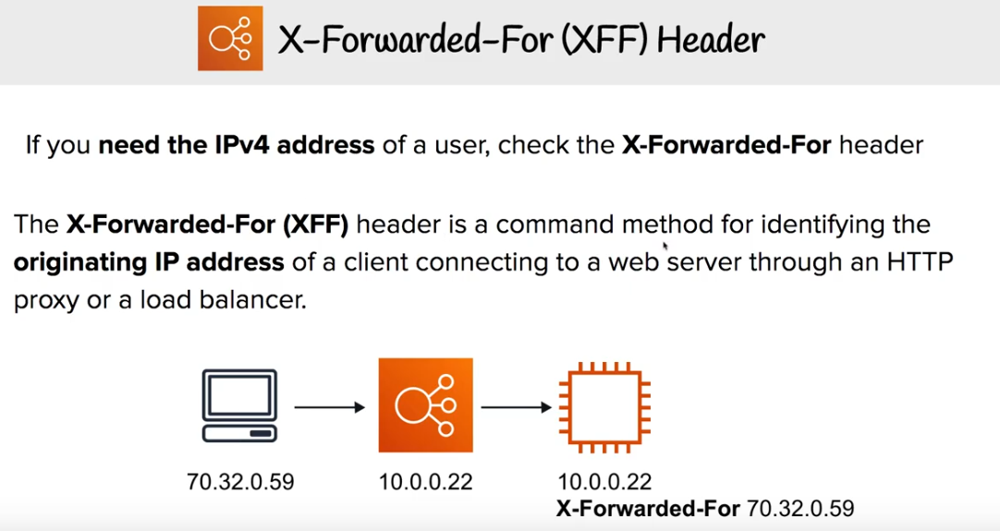 X-Forwarded-For (XFF) Header
If you need the IPv4 address of a user, check the X-Forwarded-For header
The X-Forwarded-For (XFF) header is a command method for identifying the
originating IP address of a client connecting to a web server through an HTTP
proxy or a load balancer.
70.32.0.59
10.0.0.22
10.0.0.22
X-Forwarded-For 70.32.0.59